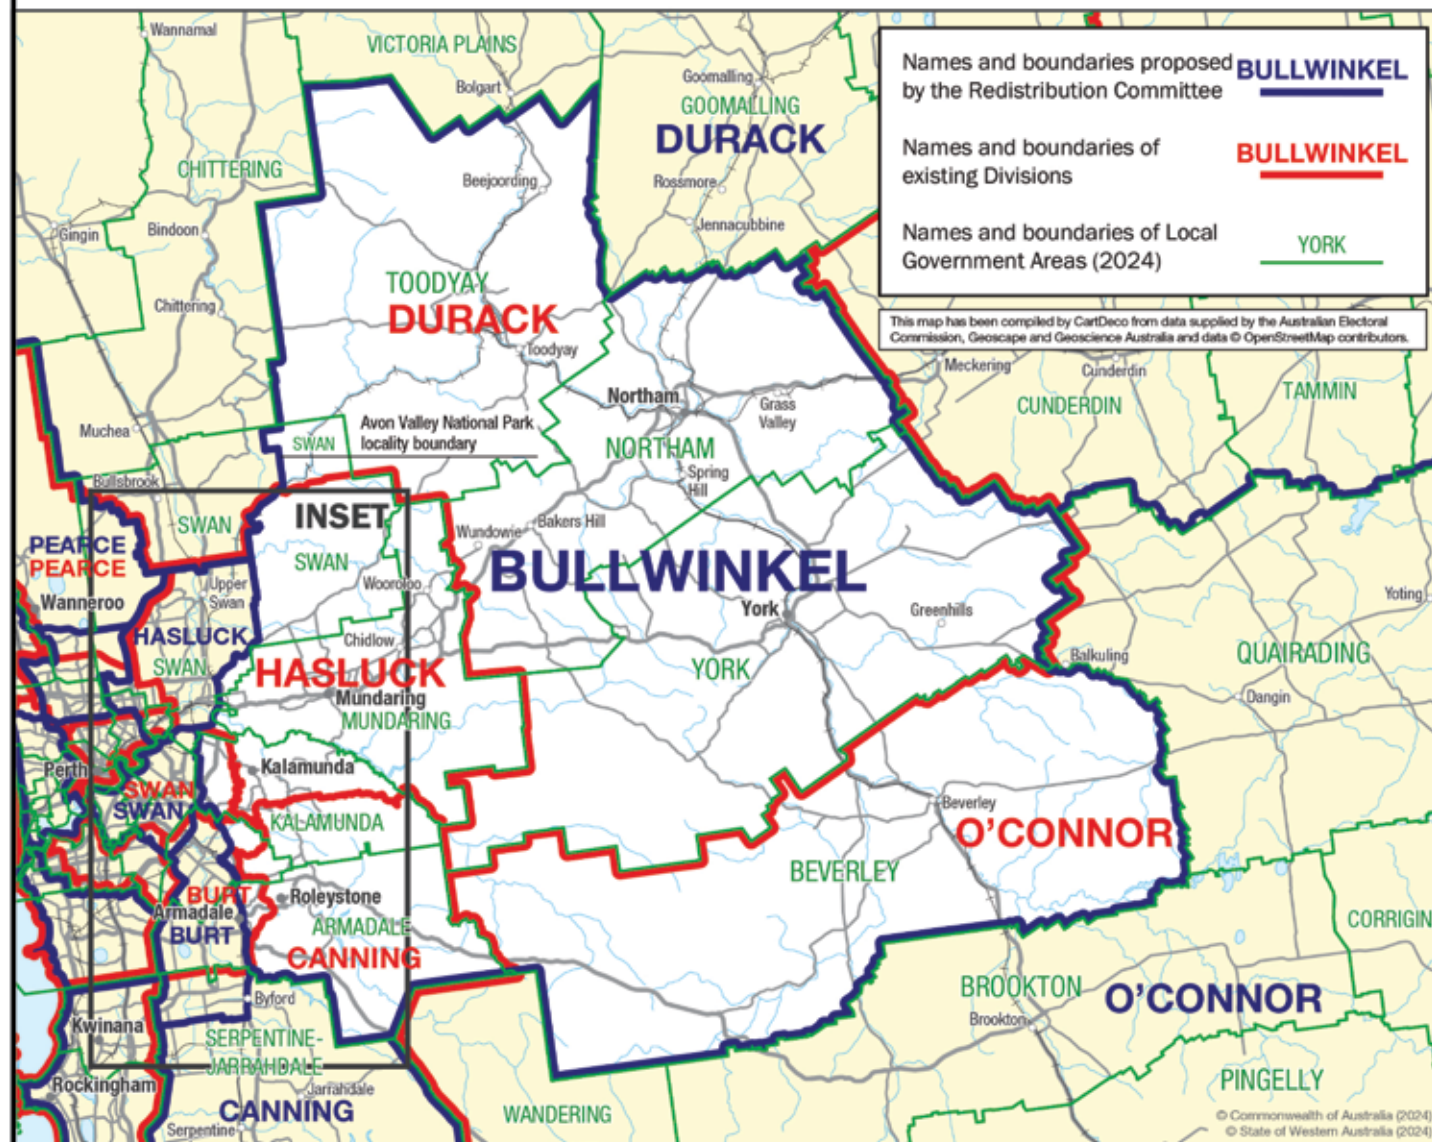 Wannamal
VICTORIA PLAINS
Bolgart
Goomalling
GOOMALLING
DURACK
Names and boundaries proposed
by the Redistribution Committee
BULLWINKEL
Names and boundaries of
existing Divisions
BULLWINKEL
Names and boundaries of Local
Government Areas (2024)
YORK
This map has been compiled by CartDeco from data supplied by the Australian Electoral
Commission, Geoscape and Geoscience Australia and data © OpenStreetMap contributors.
CHITTERING
Beejoording
Rossmore
Jennacubbine
Gingin
Bindoon
TOODYAY
DURACK
Chittering
Toodyay
Meckering
Cunderdin
TAMMIN
CUNDERDIN
Northam
Grass
Valley
Muchea
SWAN
Avon Valley National Park
locality boundary
NORTHAM
Spring
Hill
Bullsbrook
INSET
SWAN
SWAN
Wundowie
Bakers Hill
PEARCE
PEARCE
BULLWINKEL
Wanneroo
Upper
Swan
Wooroloo
York
Greenhills
Yoting
HASLUCK
SWAN
Chidlow
HASLUCK
YORK
Balkuling
QUAIRADING
Dangin
Mundaring
MUNDARING
Perth
Kalamunda
SWAN
SWAN
KALAMUNDA
Beverley
O'CONNOR
BEVERLEY
BURT
Armadale
BURT
Roleystone
ARMADALE
CANNING
CORRIGIN
Byford
BROOKTON
Brookton
O'CONNOR
Kwinana
SERPENTINE-
JARRAHDALE
Rockingham
Jarrahdale
CANNING
Serpentine
WANDERING
PINGELLY
© Commonwealth of Australia (2024)
© State of Western Australia (2024)